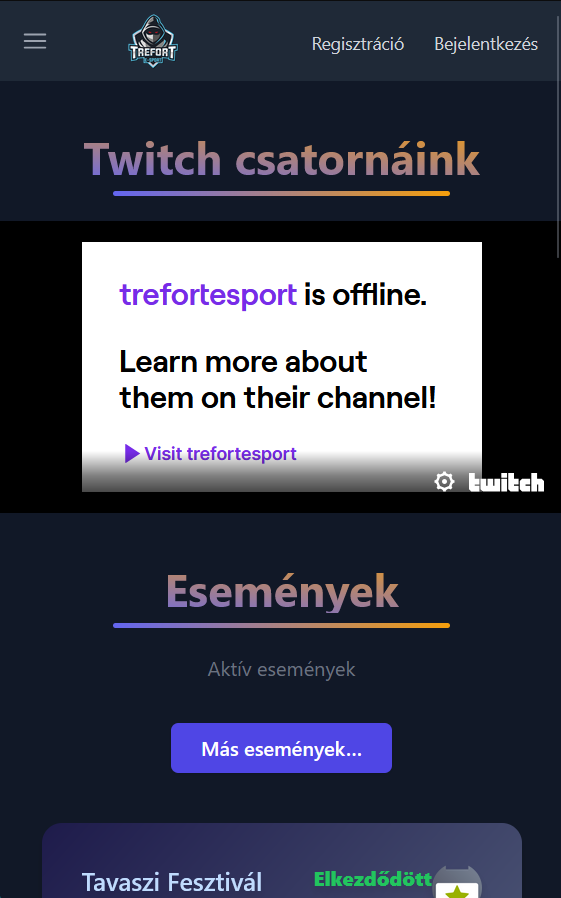 TREFORT
E-SPORT
Regisztráció
Bejelentkezés
Twitch csatornáink
trefortesport is offline.
Learn more about
them on their channel!
Visit trefortesport
twitch
Események
Aktív események
Más események...
Tavaszi Fesztivál
Elkezdődött